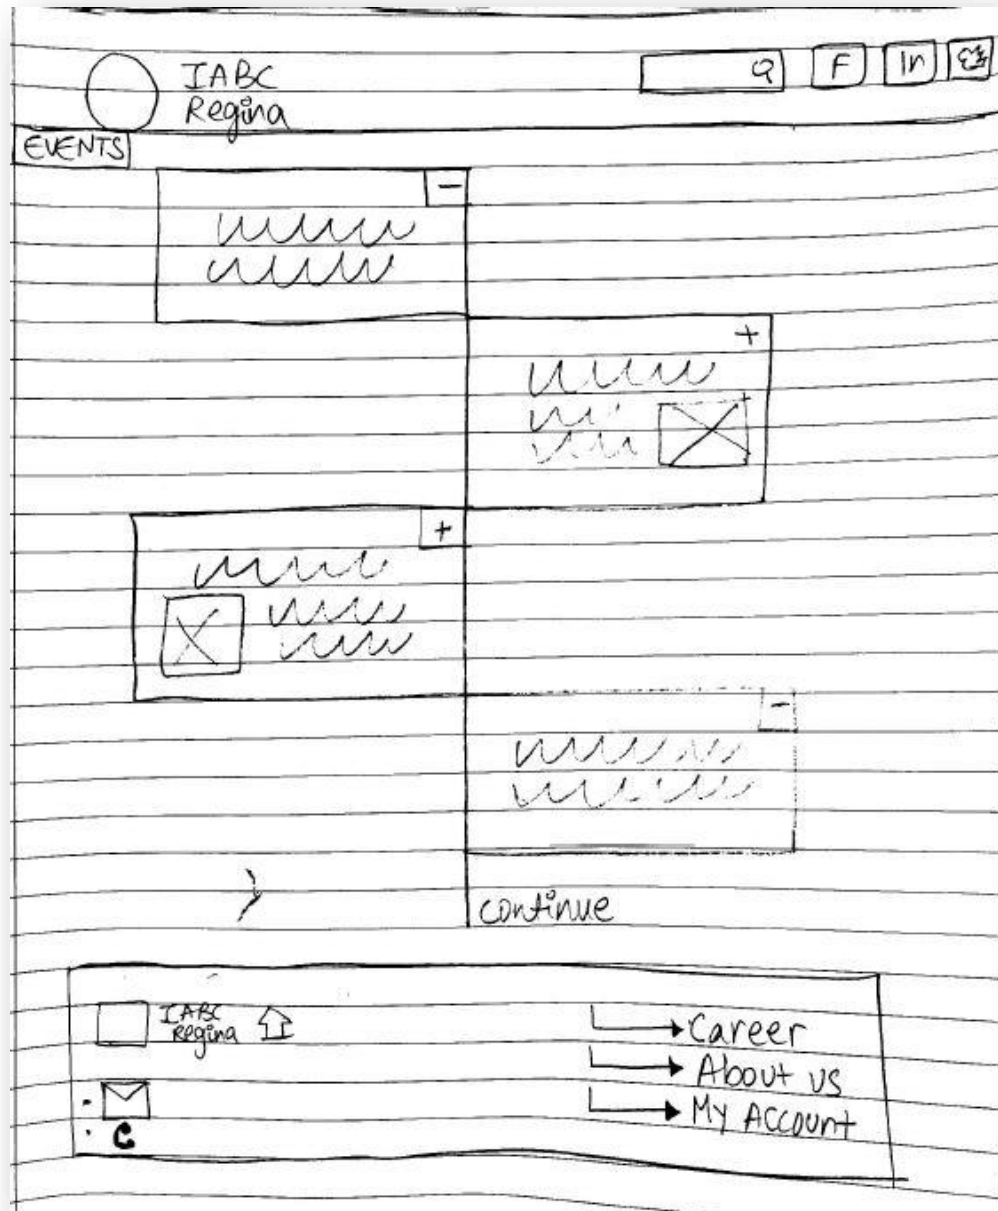 IABC
Regina
F
In
EVENTS
-
+
+
-
continue
IABC
Regina
Career
About us
My Account